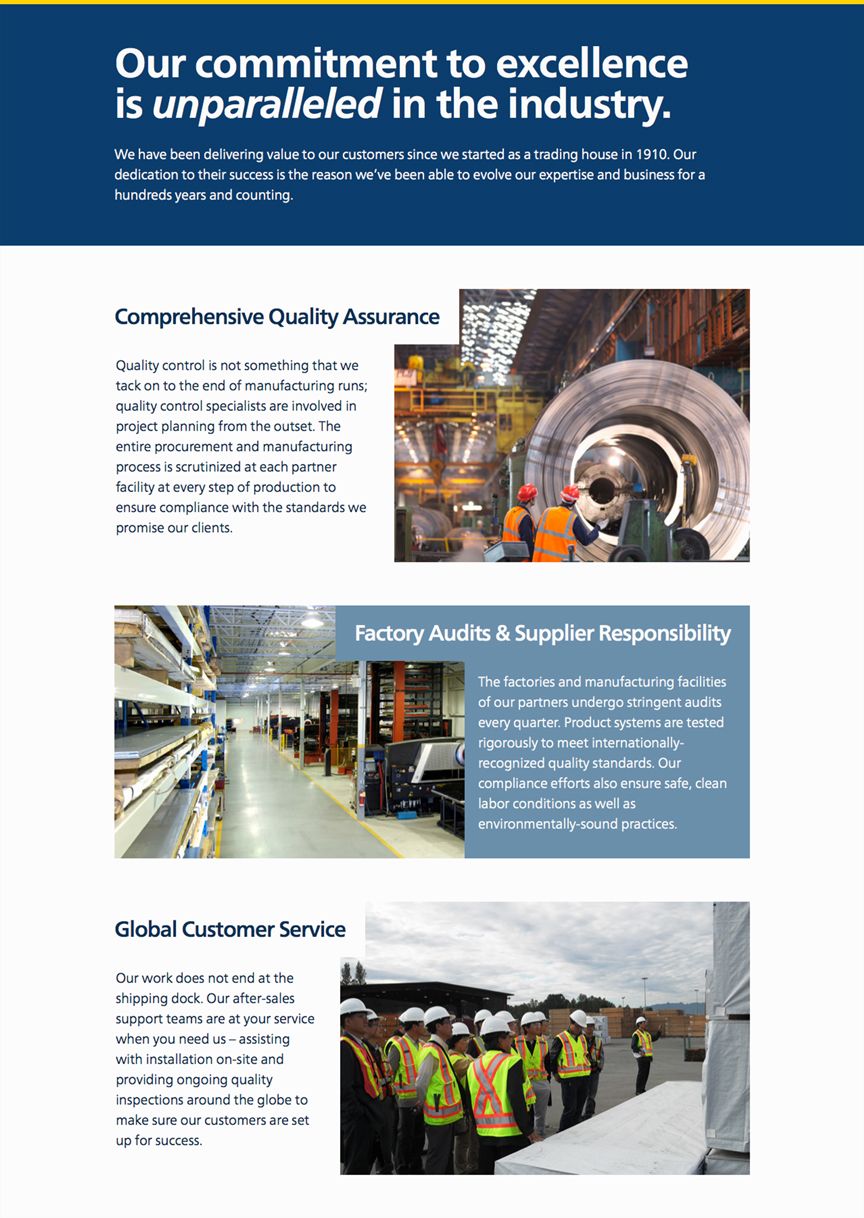 Our commitment to excellence
is unparalleled in the industry.
We have been delivering value to our customers since we started as a trading house in 1910. Our
dedication to their success is the reason we've been able to evolve our expertise and business for a
hundreds years and counting.
Comprehensive Quality Assurance
Quality control is not something that we
tack on to the end of manufacturing runs;
quality control specialists are involved in
project planning from the outset. The
entire procurement and manufacturing
process is scrutinized at each partner
facility at every step of production to
ensure compliance with the standards we
promise our clients.
Factory Audits & Supplier Responsibility
The factories and manufacturing facilities
of our partners undergo stringent audits
every quarter. Product systems are tested
rigorously to meet internationally-
recognized quality standards. Our
compliance efforts also ensure safe, clean
labor conditions as well as
environmentally-sound practices.
Global Customer Service
Our work does not end at the
shipping dock. Our after-sales
support teams are at your service
when you need us – assisting
with installation on-site and
providing ongoing quality
inspections around the globe to
make sure our customers are set
up for success.